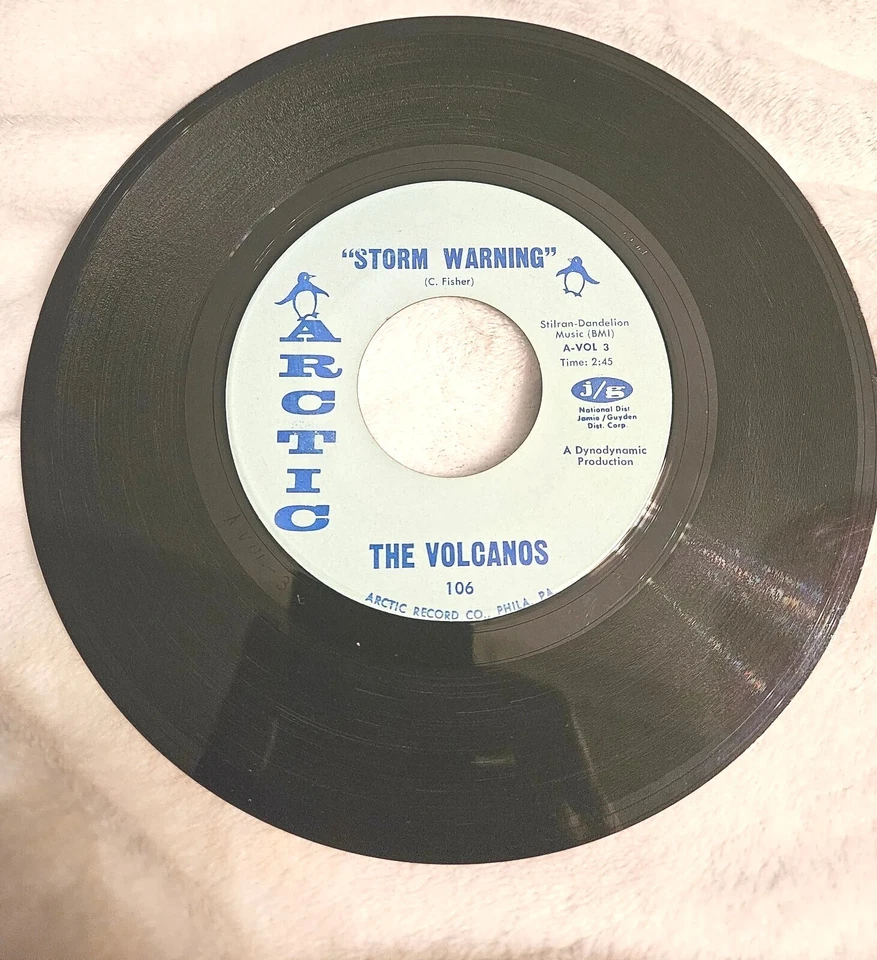 "STORM WARNING"
(C. Fisher)
ARCTIC
Stilran-Dandelion
Music (BMI)
A-VOL 3
Time: 2:45
j/g
National Dist.
Jamie/Guyden
Dist. Corp.
A Dynodynamic
Production
THE VOLCANOS
106
ARCTIC RECORD CO., PHILA., PA.